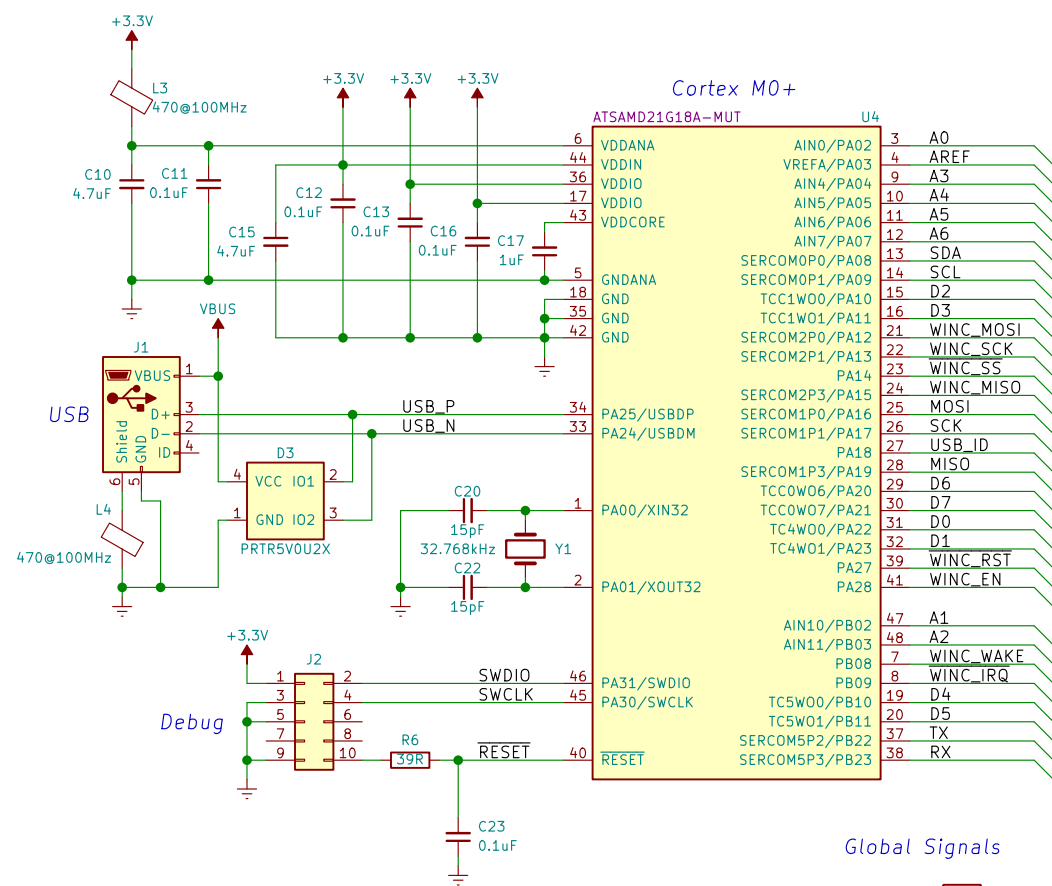 +3.3V
L3
470@100MHz
C10
4.7uF
C11
0.1uF
+3.3V
+3.3V
+3.3V
C12
0.1uF
C13
0.1uF
C15
4.7uF
C16
0.1uF
C17
1uF
Cortex M0+
ATSAMD21G18A-MUT
U4
6 VDDANA
44 VDDIN
36 VDDIO
17 VDDIO
43 VDDCORE
5 GNDANA
18 GND
35 GND
42 GND
34 PA25/USBDP
33 PA24/USBDM
1 PA00/XIN32
2 PA01/XOUT32
46 PA31/SWDIO
45 PA30/SWCLK
40 RESET
AIN0/PA02 3 A0
VREFA/PA03 4 AREF
AIN4/PA04 9 A3
AIN5/PA05 10 A4
AIN6/PA06 11 A5
AIN7/PA07 12 A6
SERCOM0P0/PA08 13 SDA
SERCOM0P1/PA09 14 SCL
TCC1WO0/PA10 15 D2
TCC1WO1/PA11 16 D3
SERCOM2P0/PA12 21 WINC_MOSI
SERCOM2P1/PA13 22 WINC_SCK
PA14 23 WINC_SS
SERCOM2P3/PA15 24 WINC_MISO
SERCOM1P0/PA16 25 MOSI
SERCOM1P1/PA17 26 SCK
PA18 27 USB_ID
SERCOM1P3/PA19 28 MISO
TCC0WO6/PA20 29 D6
TCC0WO7/PA21 30 D7
TC4WO0/PA22 31 D0
TC4WO1/PA23 32 D1
PA27 39 WINC_RST
PA28 41 WINC_EN
AIN10/PB02 47 A1
AIN11/PB03 48 A2
PB08 7 WINC_WAKE
PB09 8 WINC_IRQ
TC5WO0/PB10 19 D4
TC5WO1/PB11 20 D5
SERCOM5P2/PB22 37 TX
SERCOM5P3/PB23 38 RX
VBUS
J1
USB
VBUS 1
D+ 3
D- 2
ID 4
Shield
GND
6
5
USB_P
USB_N
D3
4 VCC IO1 2
1 GND IO2 3
PRTR5V0U2X
L4
470@100MHz
C20
15pF
32.768kHz
Y1
C22
15pF
+3.3V
J2
Debug
1 2
3 4
5 6
7 8
9 10
SWDIO
SWCLK
R6
39R
RESET
C23
0.1uF
Global Signals